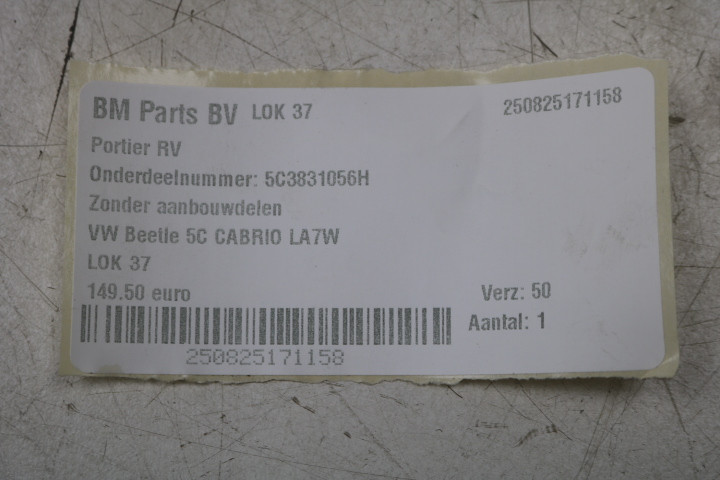 BM Parts BV LOK 37 250825171158
Portier RV
Onderdeelnummer: 5C3831056H
Zonder aanbouwdelen
VW Beetle 5C CABRIO LA7W
LOK 37
149.50 euro Verz: 50
Aantal: 1
250825171158